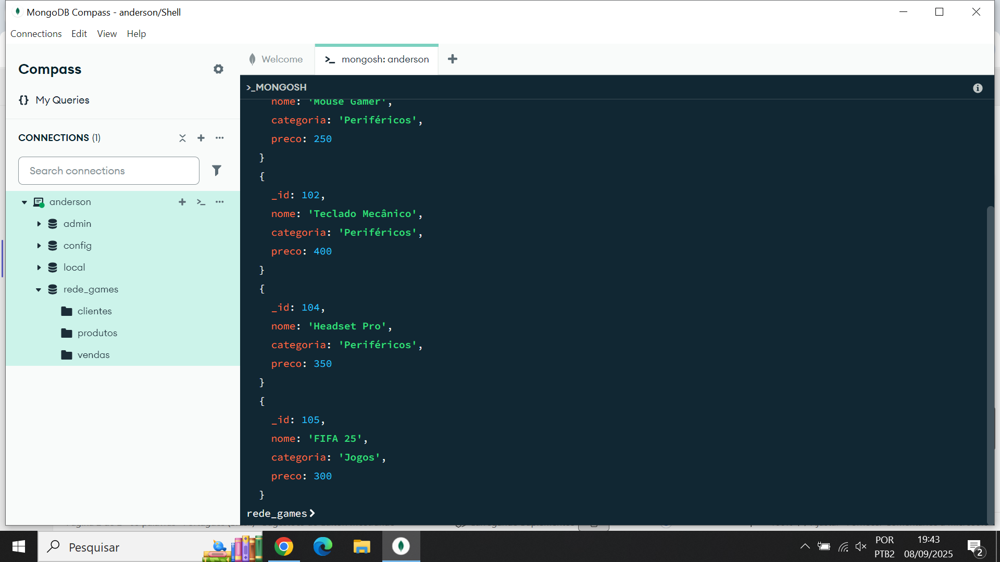 MongoDB Compass - anderson/Shell
Connections Edit View Help
Compass
{} My Queries
CONNECTIONS (1)
Search connections
anderson
admin
config
local
rede_games
clientes
produtos
vendas
Welcome
>_ mongosh: anderson
>_MONGOSH
nome: 'Mouse Gamer',
categoria: 'Periféricos',
preco: 250
}
{
_id: 102,
nome: 'Teclado Mecânico',
categoria: 'Periféricos',
preco: 400
}
{
_id: 104,
nome: 'Headset Pro',
categoria: 'Periféricos',
preco: 350
}
{
_id: 105,
nome: 'FIFA 25',
categoria: 'Jogos',
preco: 300
}
rede_games>
Pesquisar
POR
PTB2
19:43
08/09/2025
2